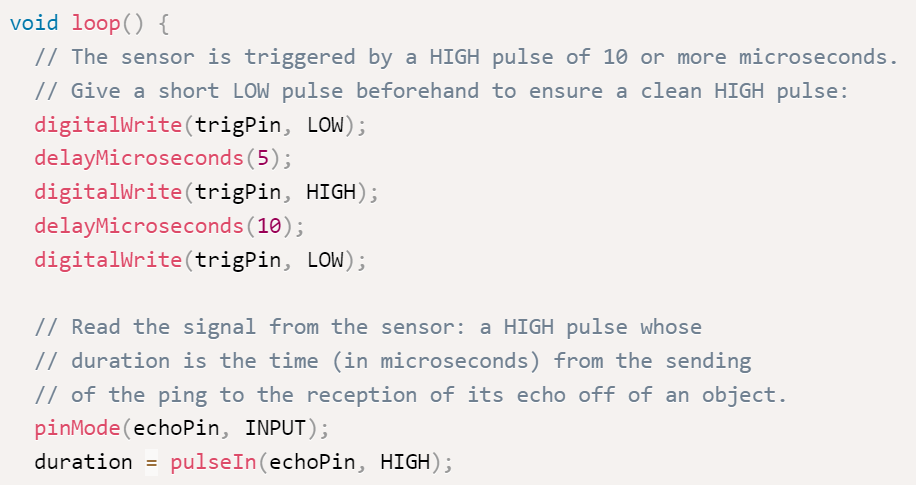 void loop() {
// The sensor is triggered by a HIGH pulse of 10 or more microseconds.
// Give a short LOW pulse beforehand to ensure a clean HIGH pulse:
digitalWrite(trigPin, LOW);
delayMicroseconds(5);
digitalWrite(trigPin, HIGH);
delayMicroseconds(10);
digitalWrite(trigPin, LOW);
// Read the signal from the sensor: a HIGH pulse whose
// duration is the time (in microseconds) from the sending
// of the ping to the reception of its echo off of an object.
pinMode(echoPin, INPUT);
duration = pulseIn(echoPin, HIGH);